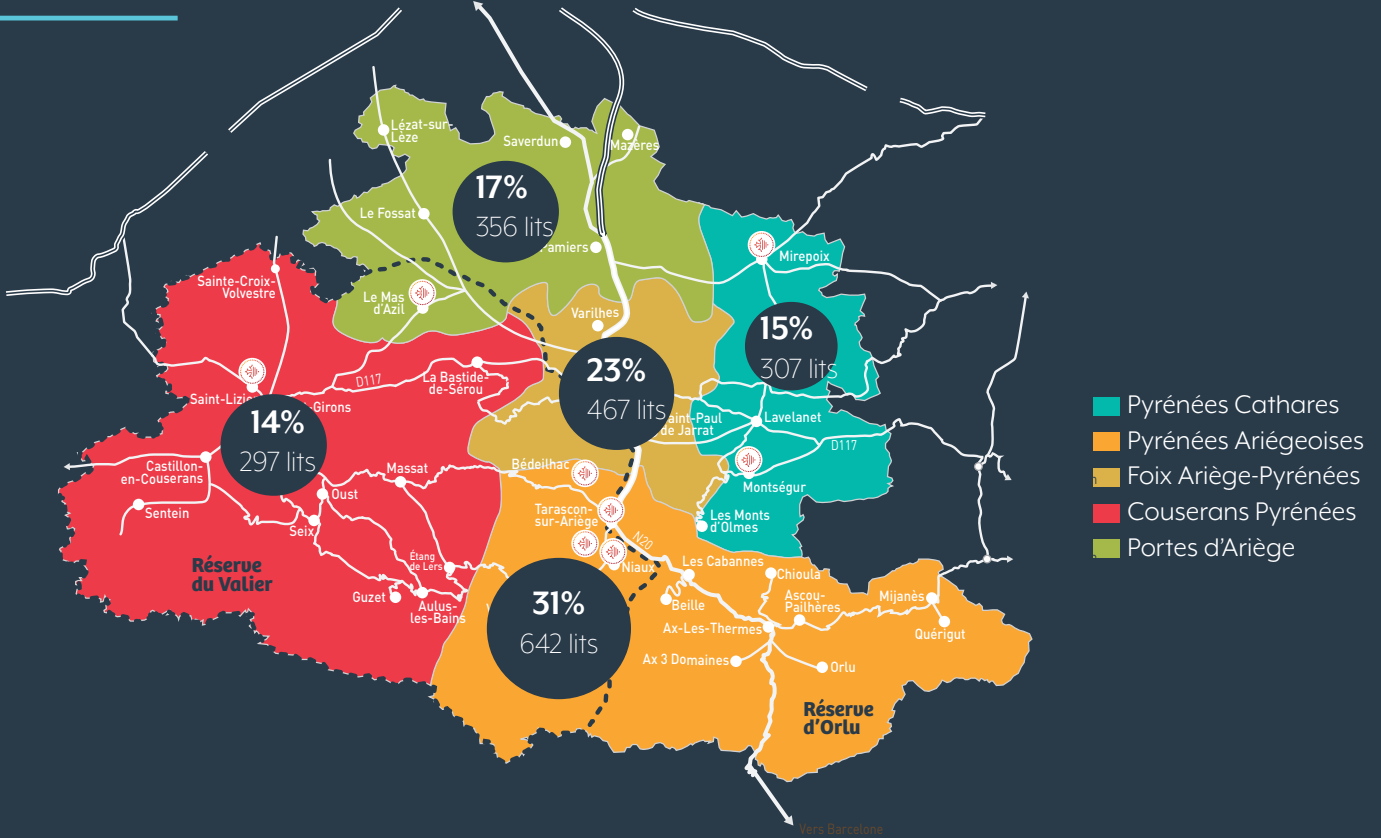 Lézat-sur-
Lèze
Saverdun
Mazères
17%
356 lits
Le Fossat
Pamiers
Mirepoix
Sainte-Croix-
Volvestre
Le Mas
d'Azil
Varilhes
15%
307 lits
23%
467 lits
D117
La Bastide-
de-Sérou
Saint-Lizier
-Girons
14%
297 lits
Saint-Paul
de Jarrat
Lavelanet
D117
Castillon-
en-Couserans
Massat
Bédeilhac
Montségur
Oust
Sentein
Seix
Tarascon-
sur-Ariège
Les Monts
d'Olmes
N20
Étang
de Lers
Niaux
Les Cabannes
Chioula
Réserve
du Valier
Guzet
Aulus-
les-Bains
31%
642 lits
Beille
Ascou-
Pailhères
Mijanès
Quérigut
Ax-Les-Thermes
Ax 3 Domaines
Orlu
Réserve
d'Orlu
Vers Barcelone
Pyrénées Cathares
Pyrénées Ariégeoises
Foix Ariège-Pyrénées
Couserans Pyrénées
Portes d'Ariège